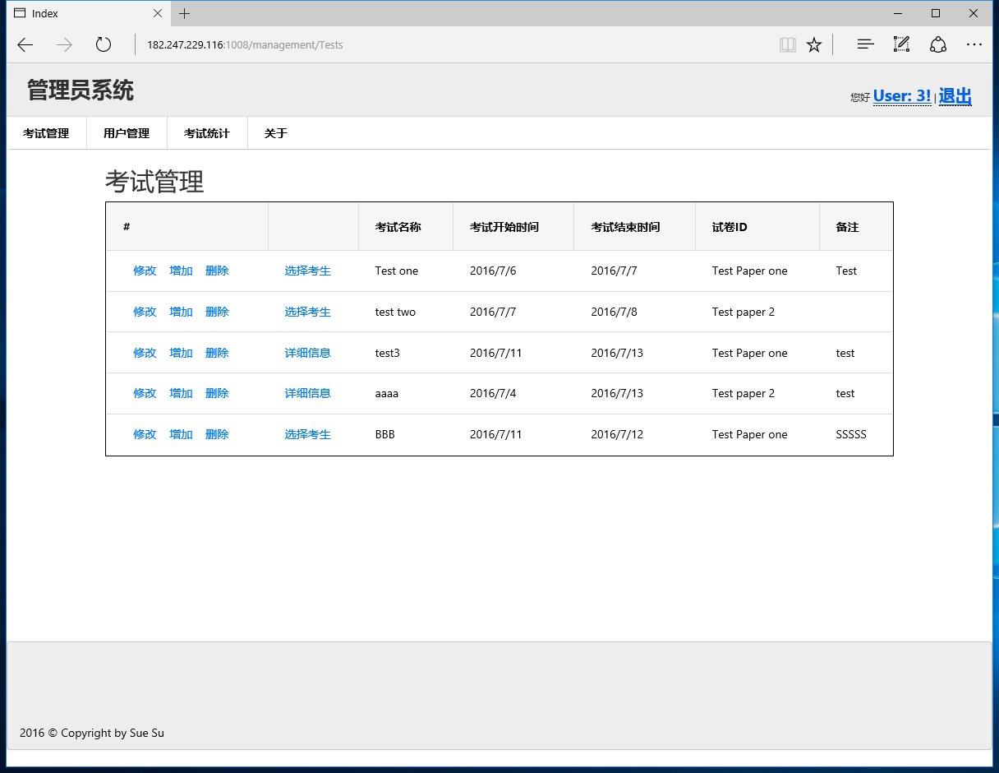 Index
182.247.229.116:1008/management/Tests
管理员系统
您好 User: 3! | 退出
考试管理 用户管理 考试统计 关于
考试管理
# 考试名称 考试开始时间 考试结束时间 试卷ID 备注
修改 增加 删除 选择考生 Test one 2016/7/6 2016/7/7 Test Paper one Test
修改 增加 删除 选择考生 test two 2016/7/7 2016/7/8 Test paper 2
修改 增加 删除 详细信息 test3 2016/7/11 2016/7/13 Test Paper one test
修改 增加 删除 详细信息 aaaa 2016/7/4 2016/7/13 Test paper 2 test
修改 增加 删除 选择考生 BBB 2016/7/11 2016/7/12 Test Paper one SSSSS
2016 © Copyright by Sue Su